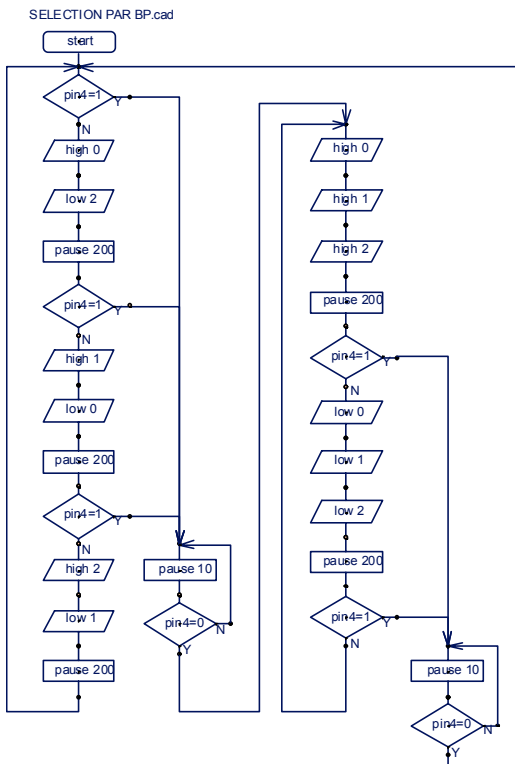 SELECTION PAR BP.cad
start
pin4=1
Y
N
high 0
low 2
pause 200
pin4=1
Y
N
high 1
low 0
pause 200
pin4=1
Y
N
high 2
low 1
pause 200
pause 10
pin4=0
N
Y
high 0
high 1
high 2
pause 200
pin4=1
Y
N
low 0
low 1
low 2
pause 200
pin4=1
Y
N
pause 10
pin4=0
N
Y